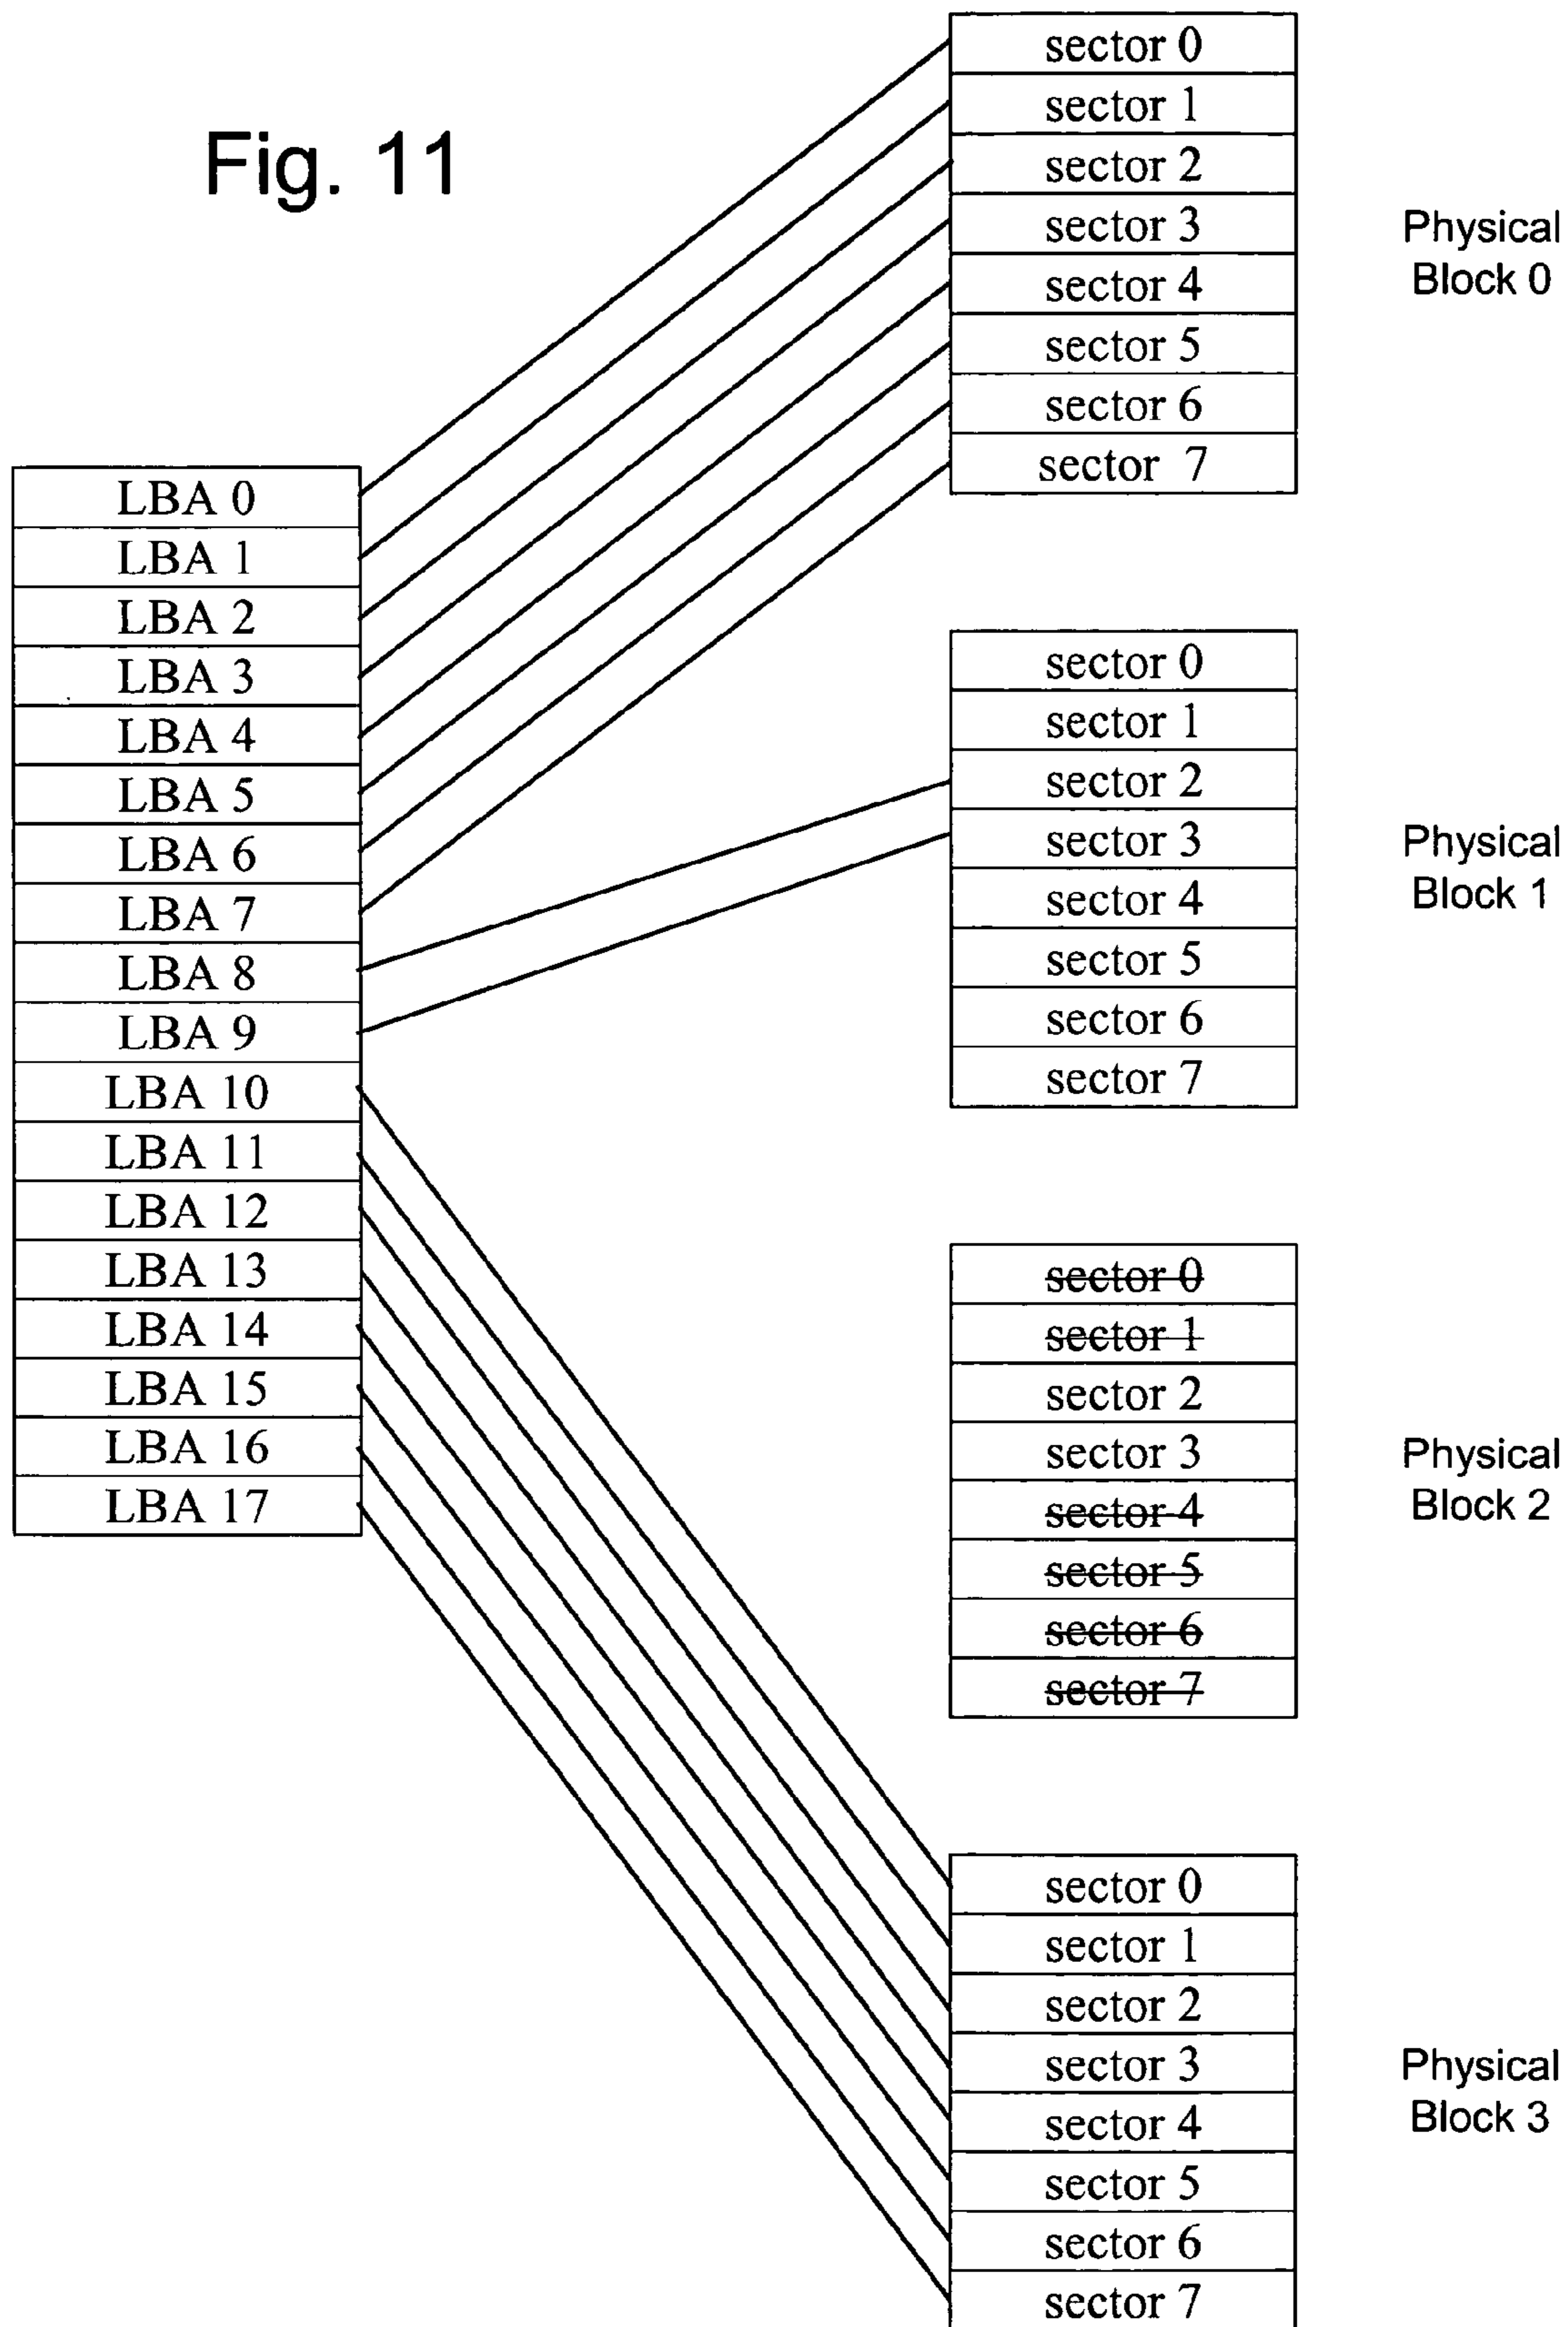 Fig. 11
LBA 0
LBA 1
LBA 2
LBA 3
LBA 4
LBA 5
LBA 6
LBA 7
LBA 8
LBA 9
LBA 10
LBA 11
LBA 12
LBA 13
LBA 14
LBA 15
LBA 16
LBA 17
sector 0
sector 1
sector 2
sector 3
sector 4
sector 5
sector 6
sector 7
Physical
Block 0
sector 0
sector 1
sector 2
sector 3
sector 4
sector 5
sector 6
sector 7
Physical
Block 1
sector 0
sector 1
sector 2
sector 3
sector 4
sector 5
sector 6
sector 7
Physical
Block 2
sector 0
sector 1
sector 2
sector 3
sector 4
sector 5
sector 6
sector 7
Physical
Block 3